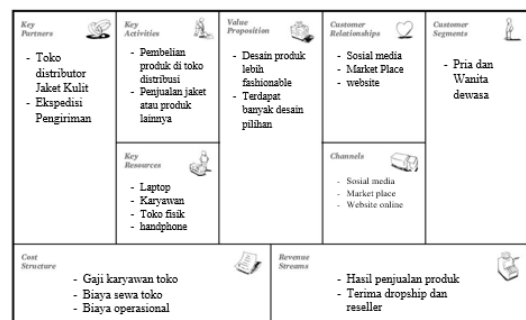 Key
Partners
- Toko
distributor
Jaket Kulit
- Ekspedisi
Pengiriman
Key
Activities
- Pembelian
produk di toko
distribusi
- Penjualan jaket
atau produk
lainnya
Key
Resources
- Laptop
- Karyawan
- Toko fisik
- handphone
Value
Proposition
- Desain produk
lebih
fashionable
- Terdapat
banyak desain
pilihan
Customer
Relationships
- Sosial media
- Market Place
- website
Channels
- Sosial media
- Market place
- Website online
Customer
Segments
- Pria dan
Wanita
dewasa
Cost
Structure
- Gaji karyawan toko
- Biaya sewa toko
- Biaya operasional
Revenue
Streams
- Hasil penjualan produk
- Terima dropship dan
reseller